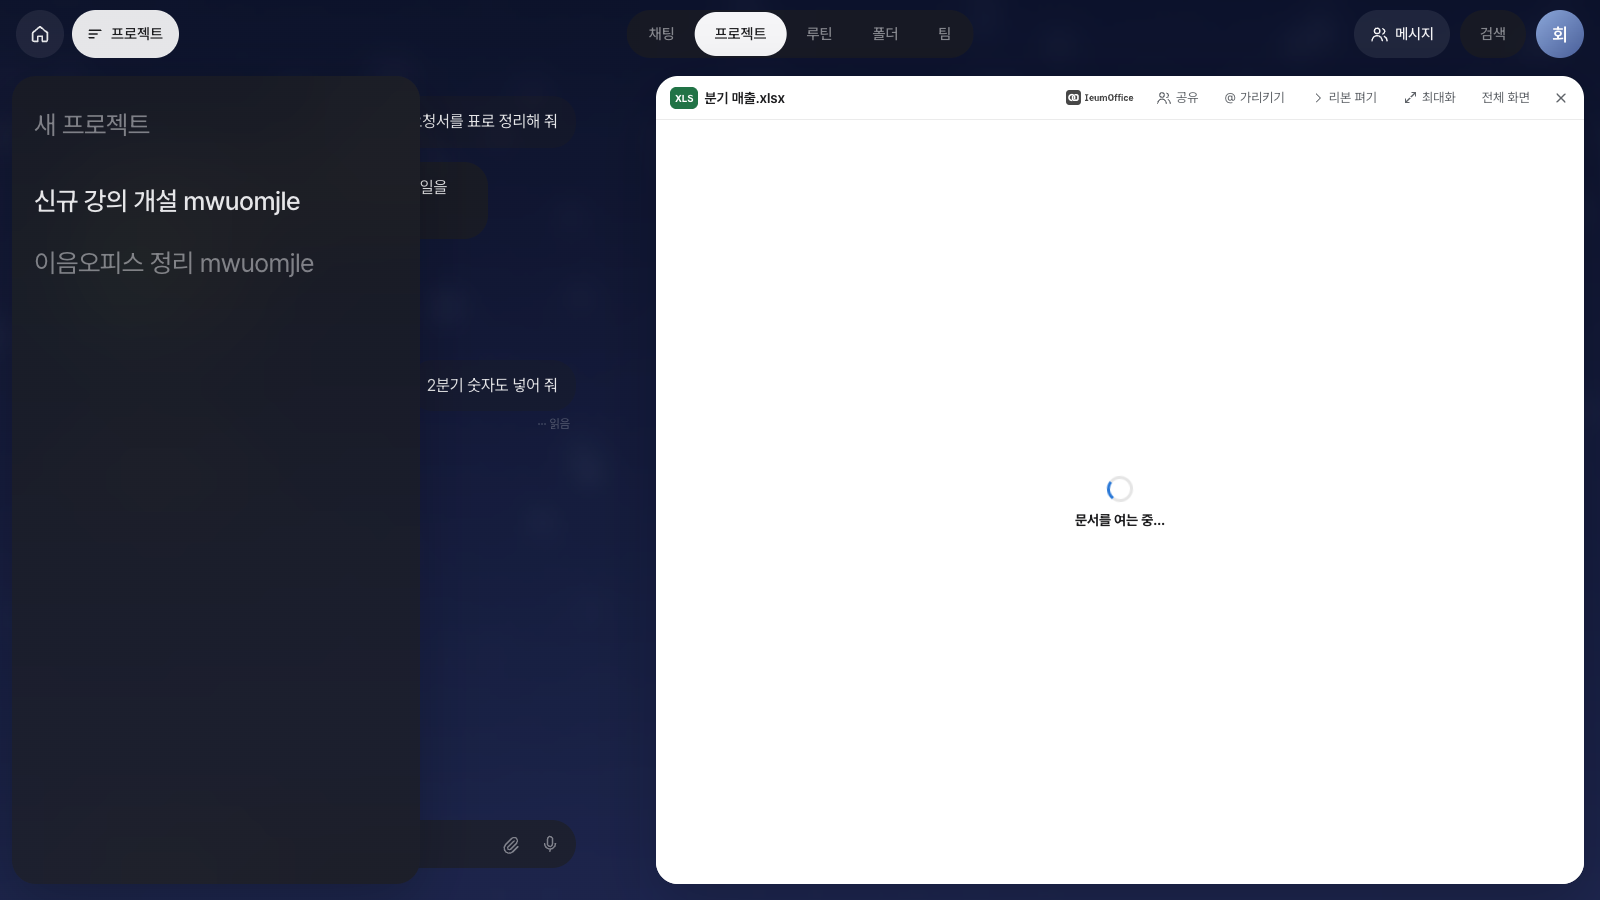 프로젝트
채팅
프로젝트
루틴
폴더
팀
메시지
검색
회
새 프로젝트
신규 강의 개설 mwuomjle
이음오피스 정리 mwuomjle
청서를 표로 정리해 줘
일을
2분기 숫자도 넣어 줘
··· 읽음
XLS 분기 매출.xlsx
IeumOffice
공유
@ 가리키기
리본 펴기
최대화
전체 화면
문서를 여는 중...